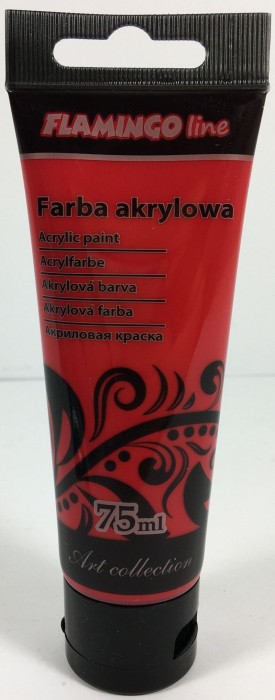 FLAMINGO line
Farba akrylowa
Acrylic paint
Acrylfarbe
Akrylová barva
Akrylová farba
Акриловая краска
75ml
Art collection